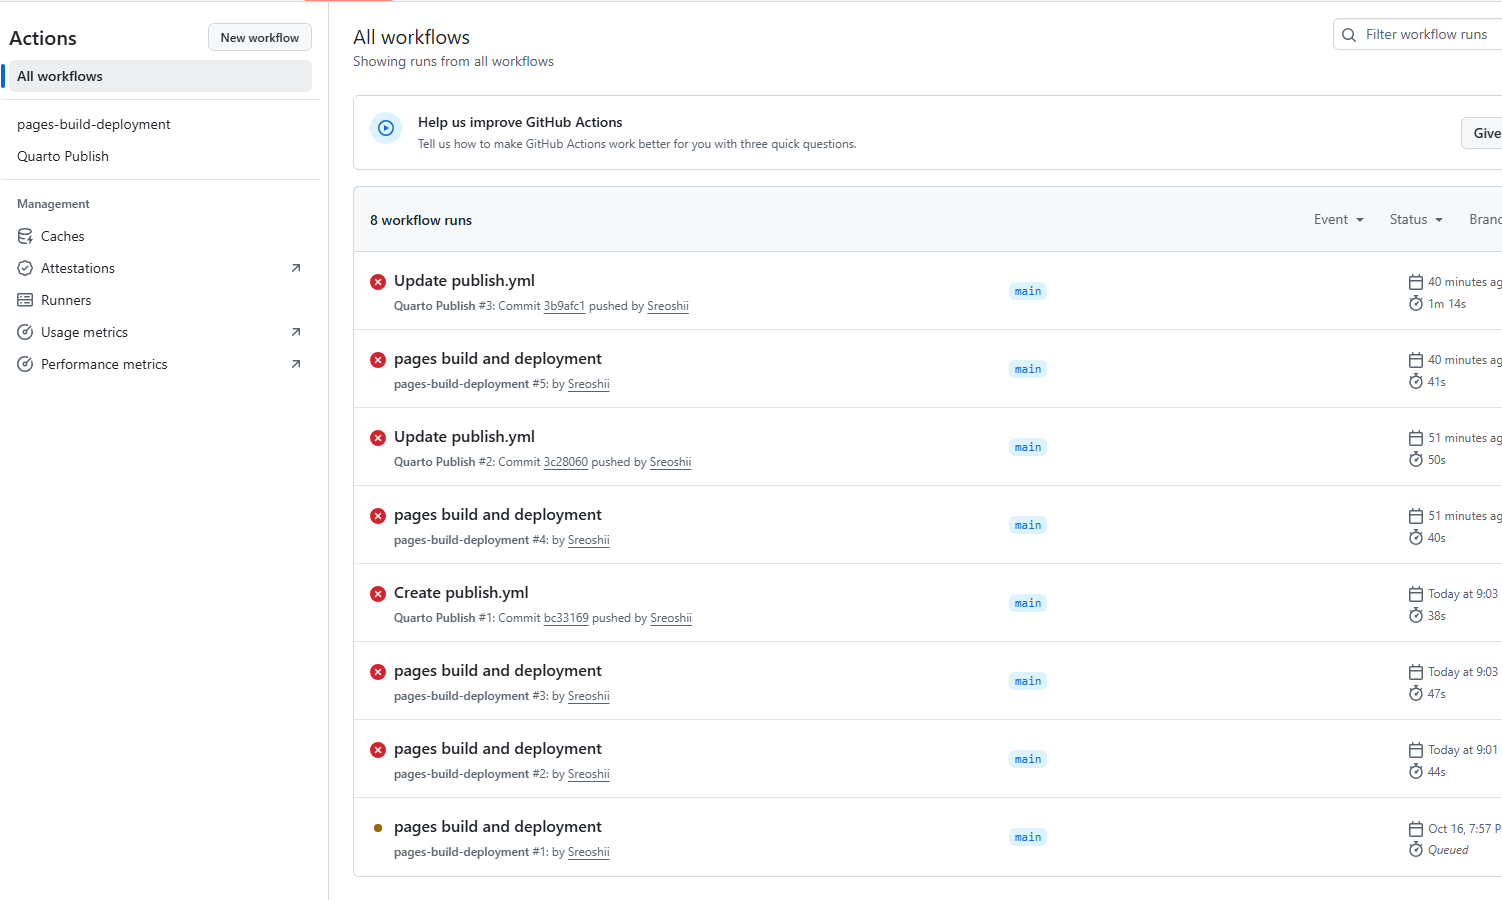 Actions
New workflow
All workflows
pages-build-deployment
Quarto Publish
Management
Caches
Attestations
Runners
Usage metrics
Performance metrics
All workflows
Showing runs from all workflows
Filter workflow runs
Help us improve GitHub Actions
Tell us how to make GitHub Actions work better for you with three quick questions.
Give
8 workflow runs
Event
Status
Branc
Update publish.yml
Quarto Publish #3: Commit 3b9afc1 pushed by Sreoshii
main
40 minutes ag
1m 14s
pages build and deployment
pages-build-deployment #5: by Sreoshii
main
40 minutes ag
41s
Update publish.yml
Quarto Publish #2: Commit 3c28060 pushed by Sreoshii
main
51 minutes ag
50s
pages build and deployment
pages-build-deployment #4: by Sreoshii
main
51 minutes ag
40s
Create publish.yml
Quarto Publish #1: Commit bc33169 pushed by Sreoshii
main
Today at 9:03
38s
pages build and deployment
pages-build-deployment #3: by Sreoshii
main
Today at 9:03
47s
pages build and deployment
pages-build-deployment #2: by Sreoshii
main
Today at 9:01
44s
pages build and deployment
pages-build-deployment #1: by Sreoshii
main
Oct 16, 7:57 P
Queued